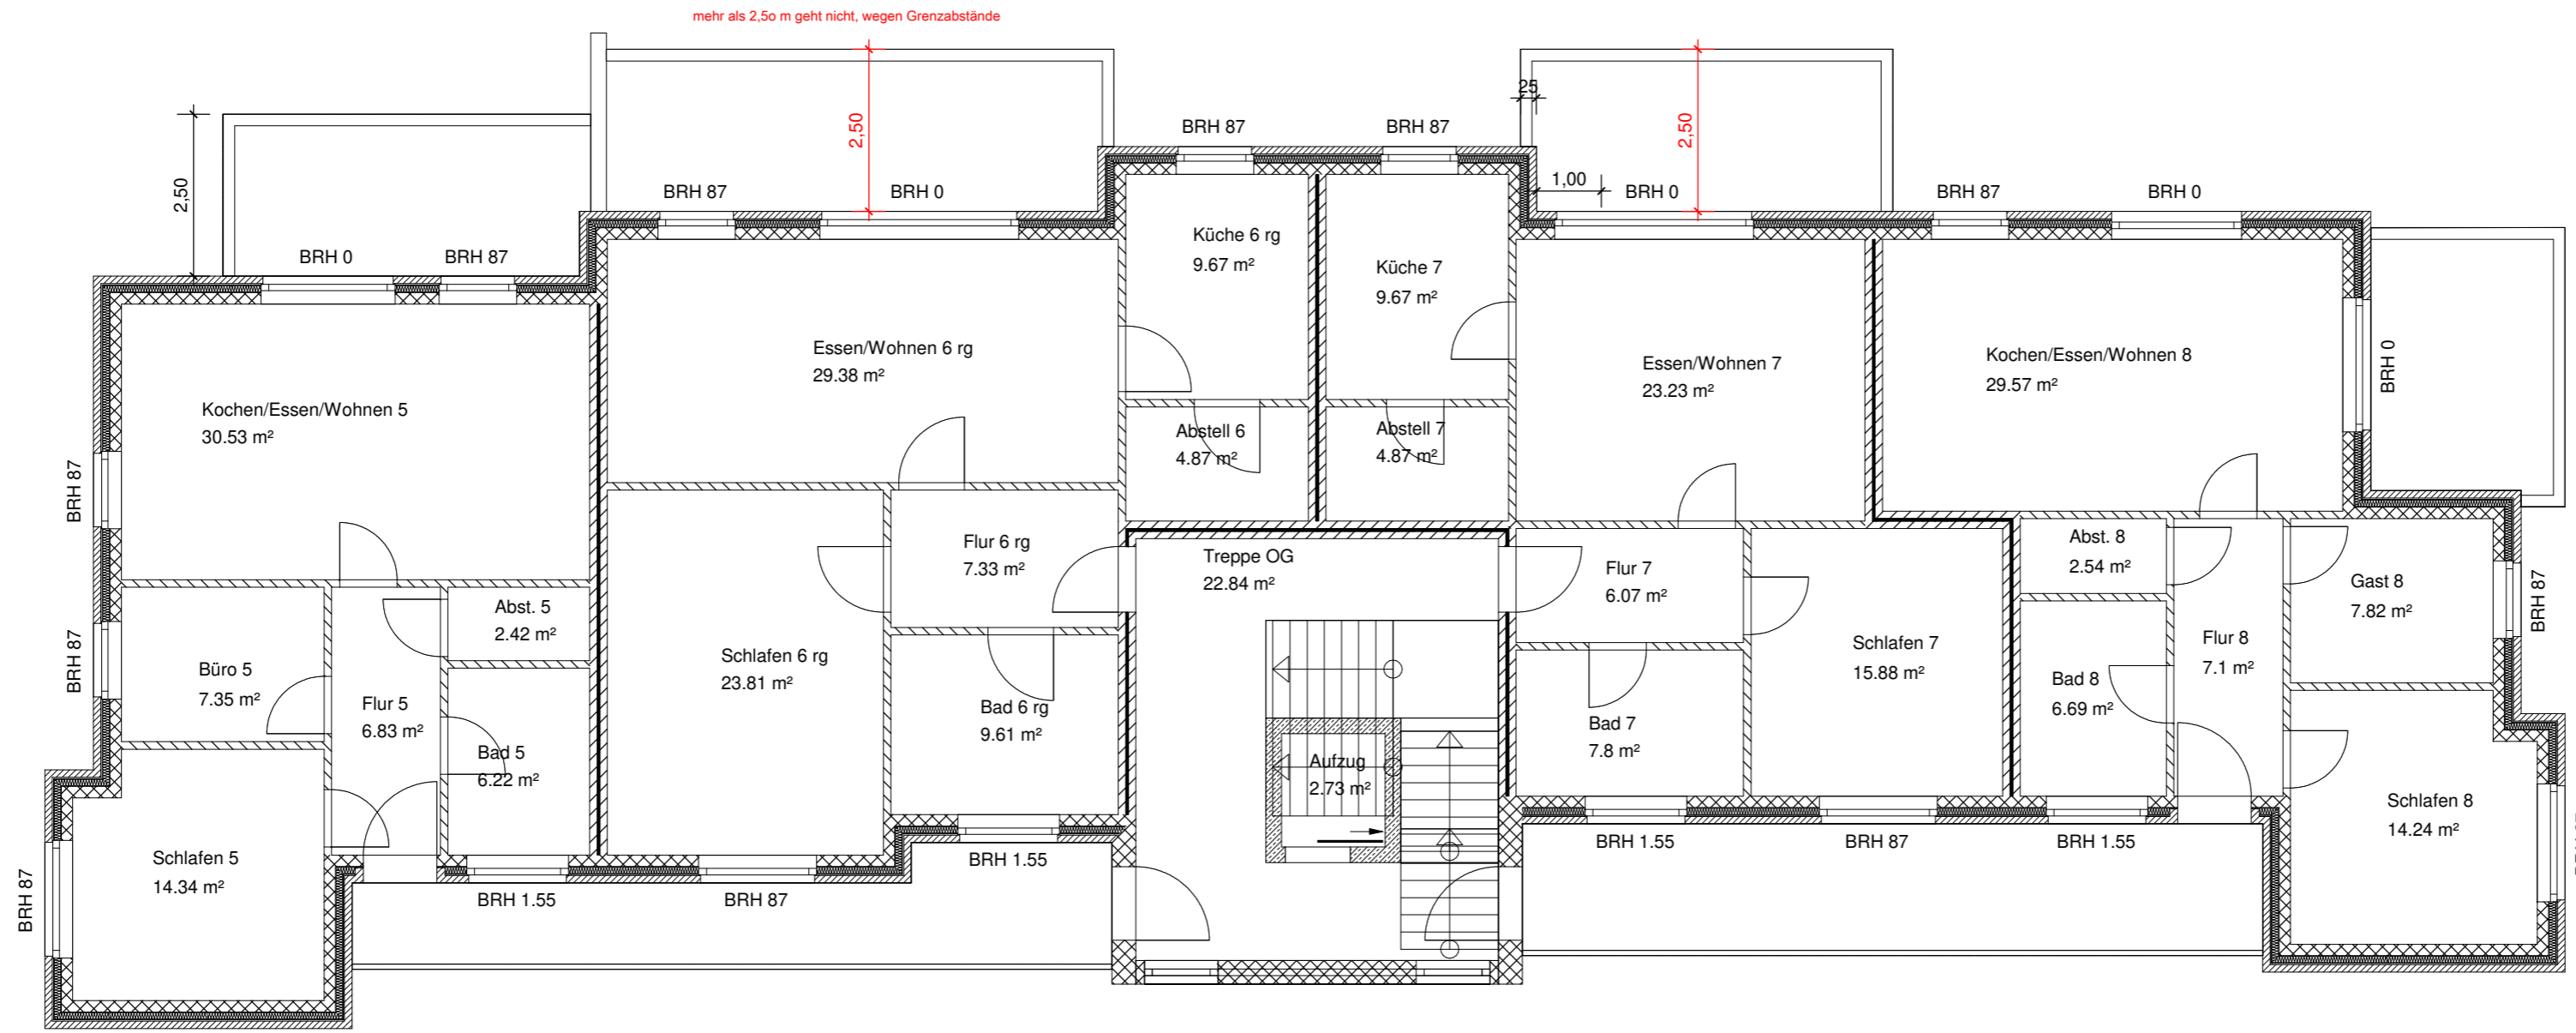 mehr als 2,5o m geht nicht, wegen Grenzabstände
2,50
2,50
2,50
25
1,00
BRH 87
BRH 87
BRH 87
BRH 0
BRH 0
BRH 87
BRH 0
BRH 0
BRH 87
Küche 6 rg
9.67 m²
Küche 7
9.67 m²
Essen/Wohnen 6 rg
29.38 m²
Essen/Wohnen 7
23.23 m²
Kochen/Essen/Wohnen 8
29.57 m²
BRH 0
Kochen/Essen/Wohnen 5
30.53 m²
Abstell 6
4.87 m²
Abstell 7
4.87 m²
BRH 87
Flur 6 rg
7.33 m²
Treppe OG
22.84 m²
Flur 7
6.07 m²
Abst. 8
2.54 m²
Gast 8
7.82 m²
BRH 87
Abst. 5
2.42 m²
BRH 87
Büro 5
7.35 m²
Flur 5
6.83 m²
Schlafen 6 rg
23.81 m²
Schlafen 7
15.88 m²
Flur 8
7.1 m²
Bad 8
6.69 m²
Bad 6 rg
9.61 m²
Bad 7
7.8 m²
Bad 5
6.22 m²
Aufzug
2.73 m²
Schlafen 8
14.24 m²
Schlafen 5
14.34 m²
BRH 87
BRH 1.55
BRH 87
BRH 1.55
BRH 1.55
BRH 87
BRH 1.55